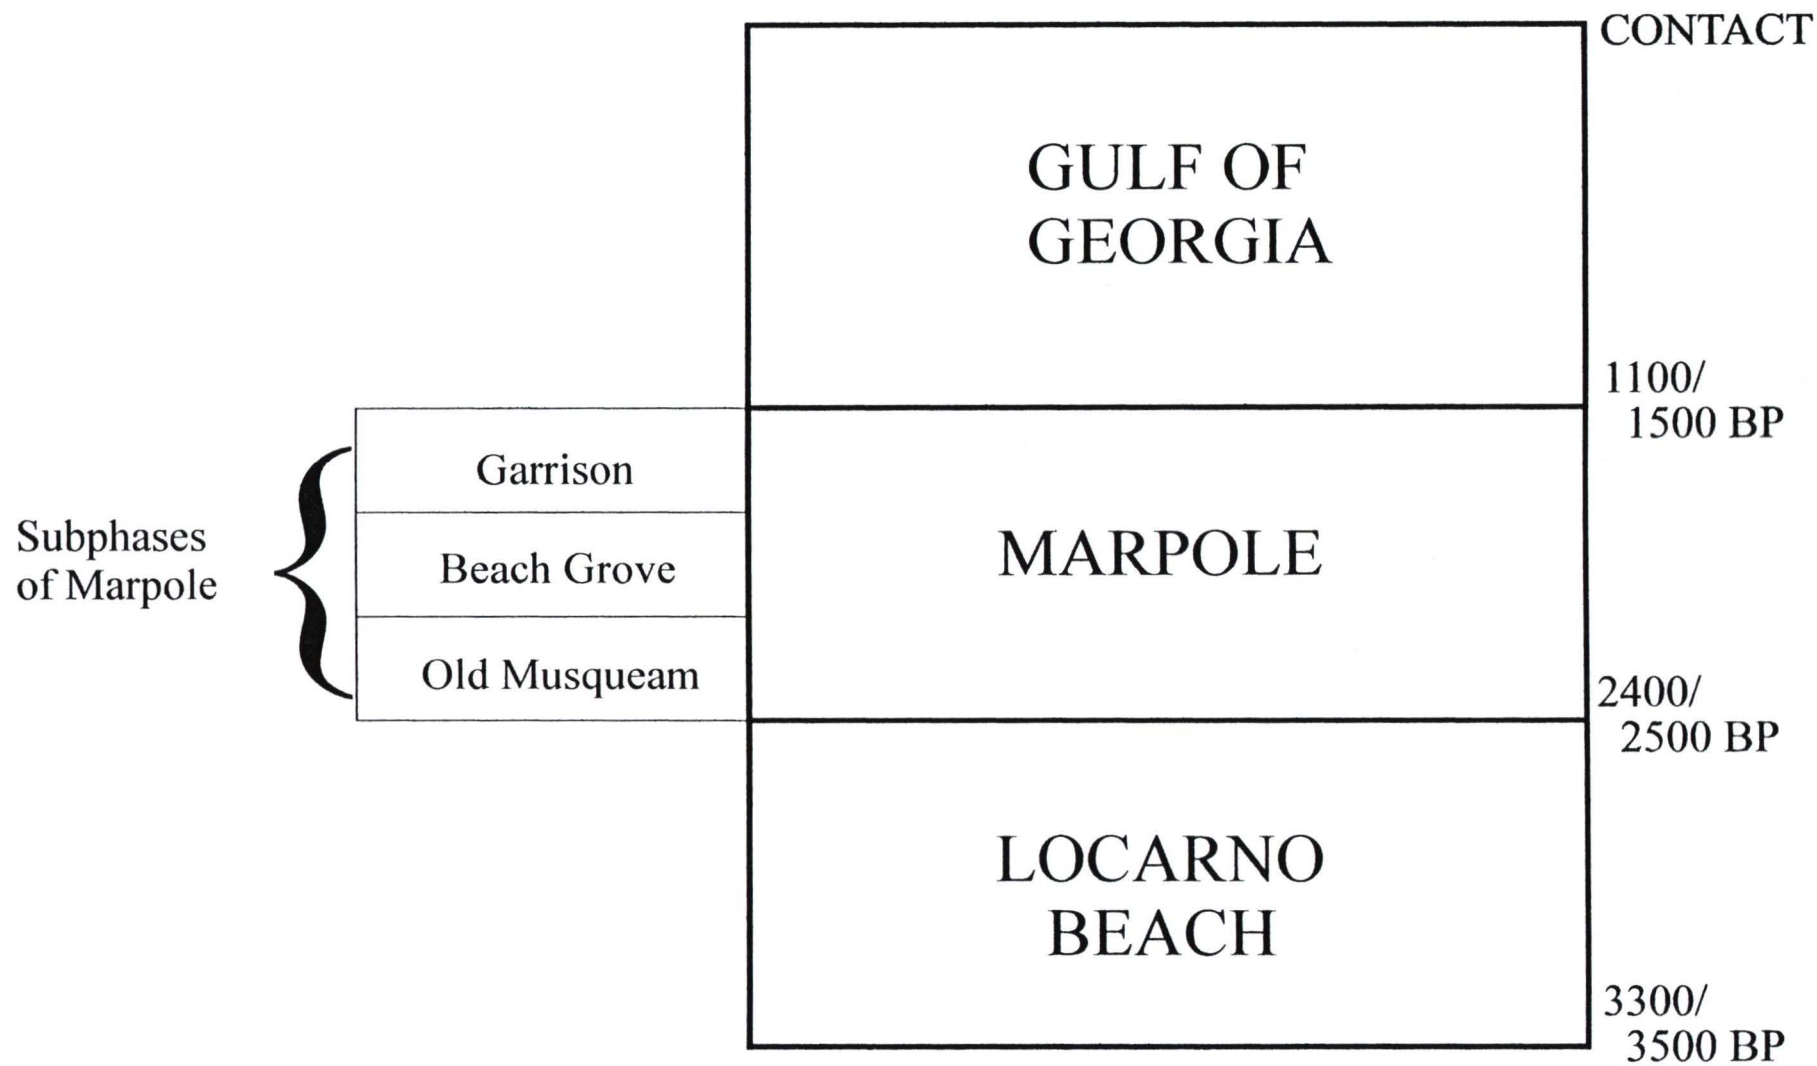 CONTACT
GULF OF
GEORGIA
1100/
1500 BP
Garrison
Beach Grove
Old Musqueam
Subphases
of Marpole
MARPOLE
2400/
2500 BP
LOCARNO
BEACH
3300/
3500 BP